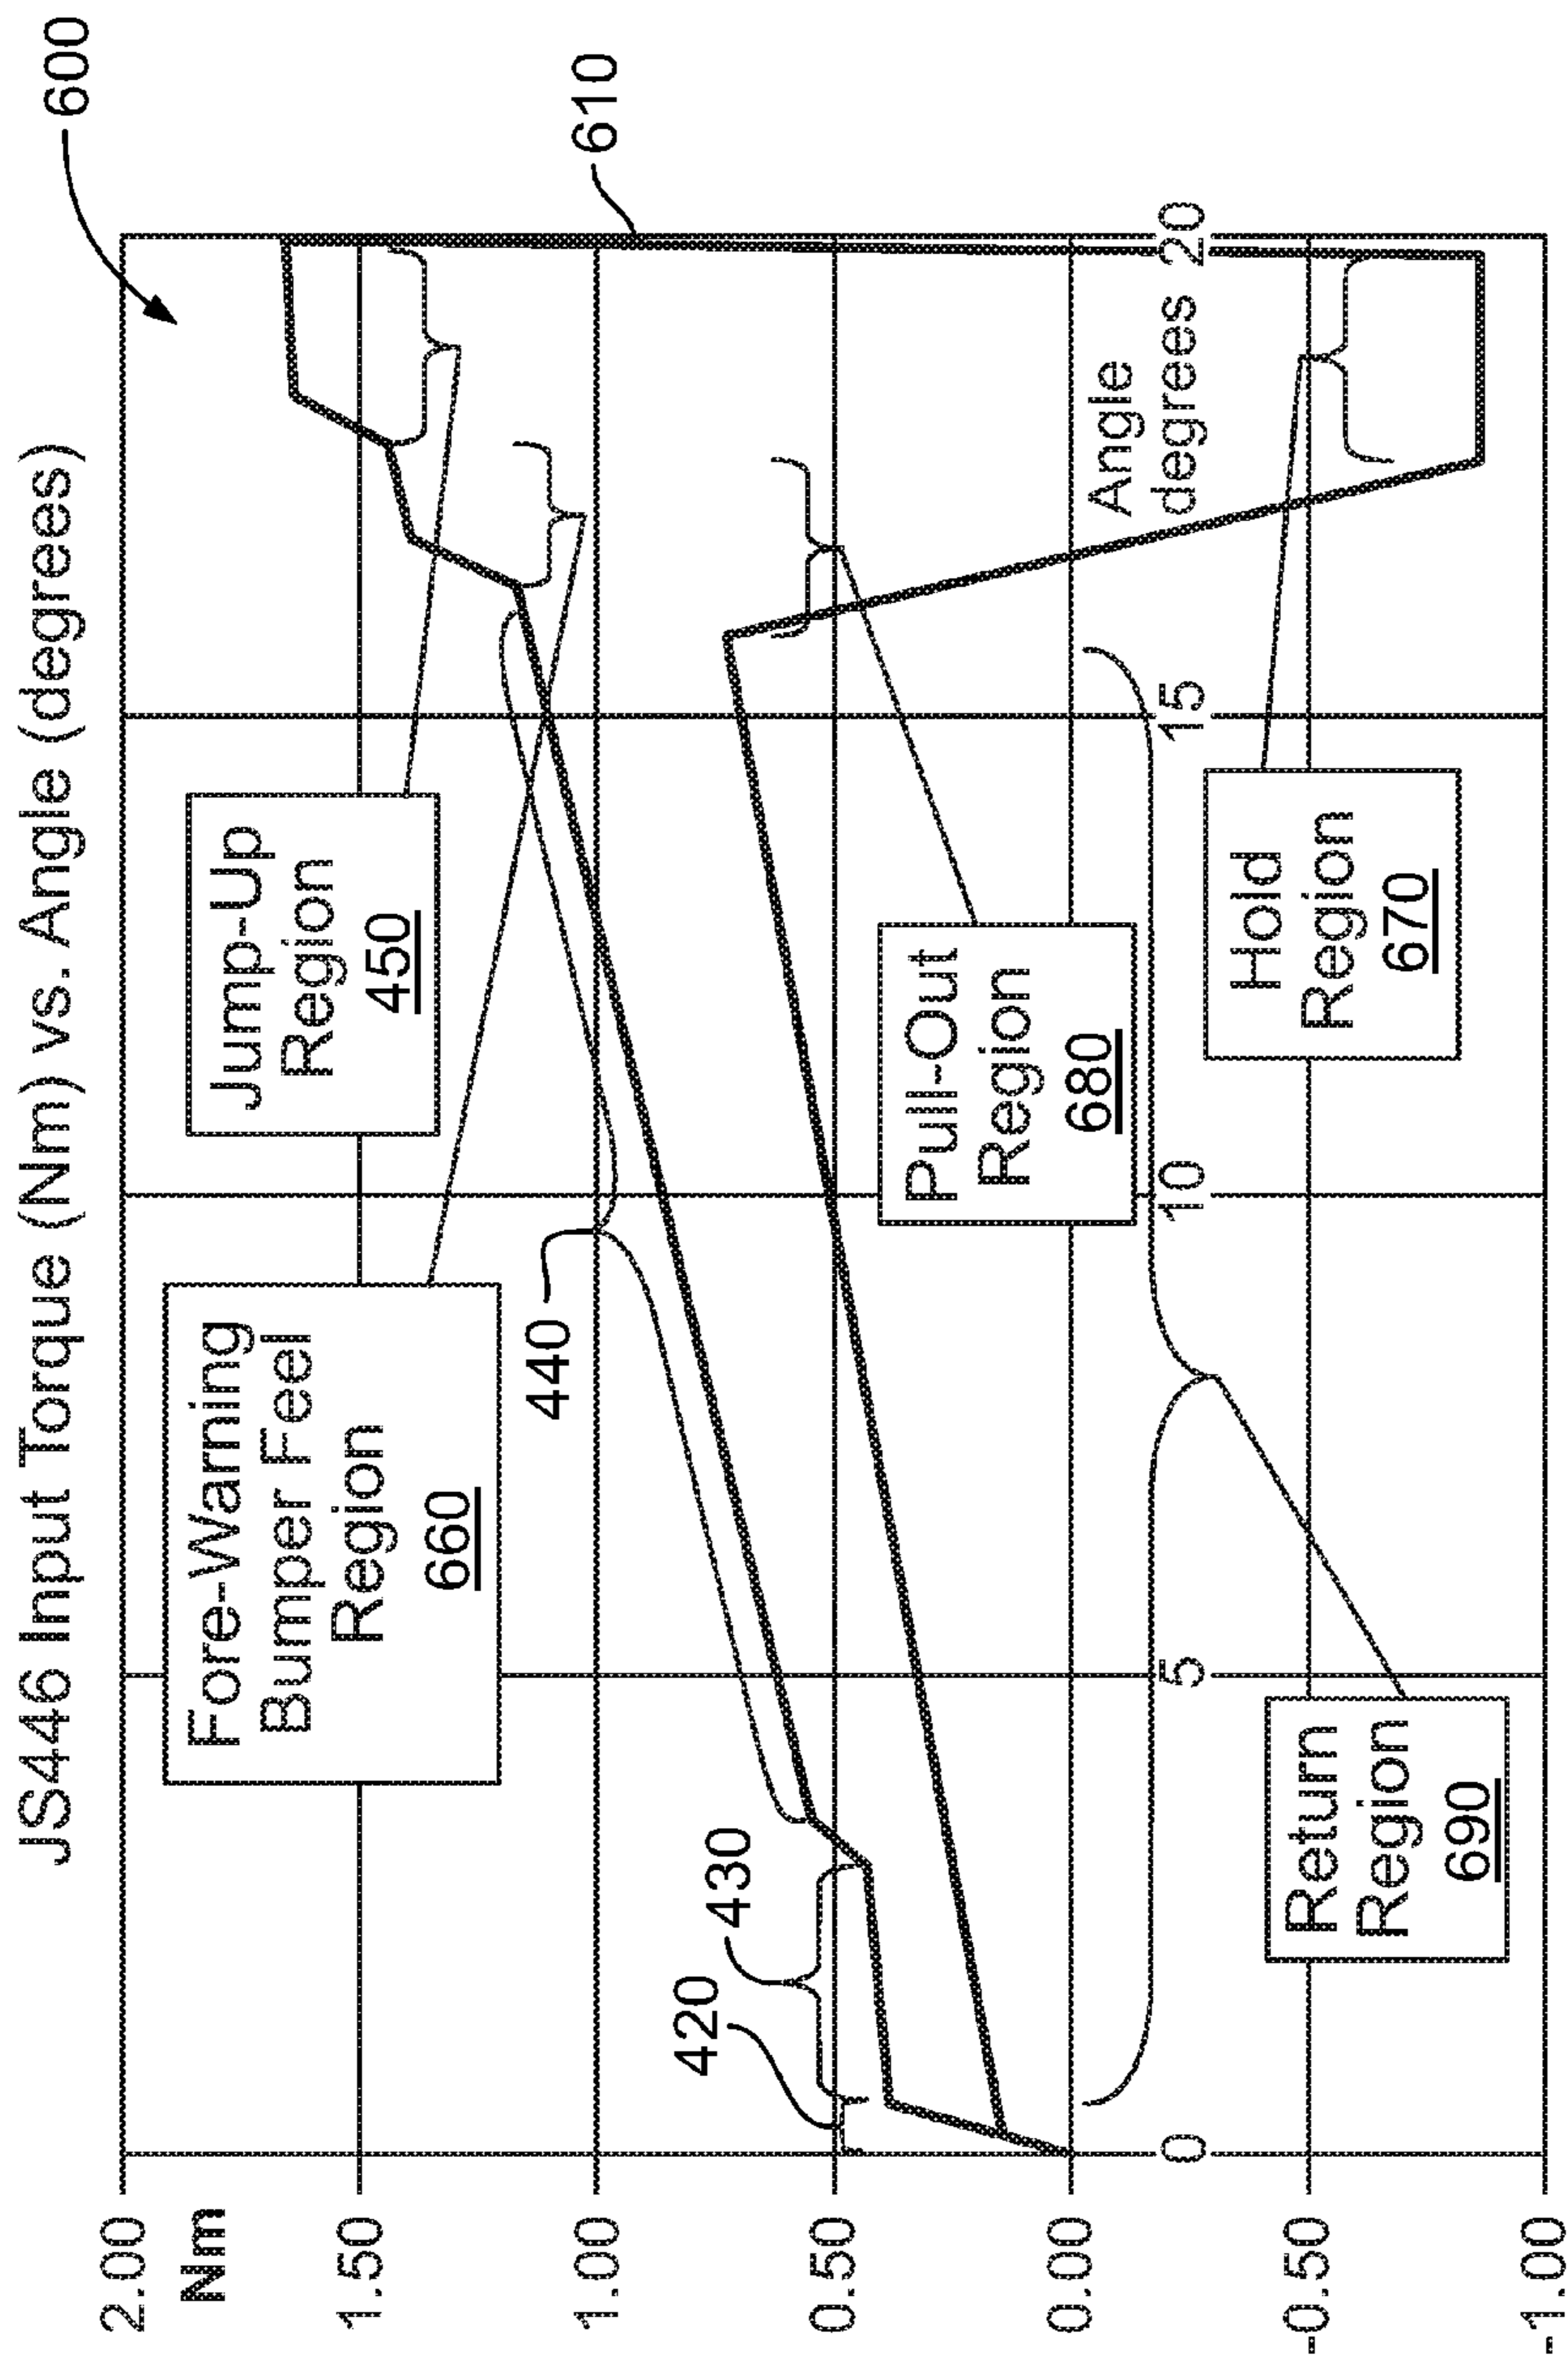 JS446 Input Torque (Nm) vs. Angle (degrees)
600
2.00
Nm
1.50
1.00
0.50
0.00
-0.50
-1.00
Fore-Warning
Bumper Feel
Region
660
Jump-Up
Region
450
610
440
430
420
Pull-Out
Region
680
Angle
degrees
0
5
10
15
20
Return
Region
690
Hold
Region
670